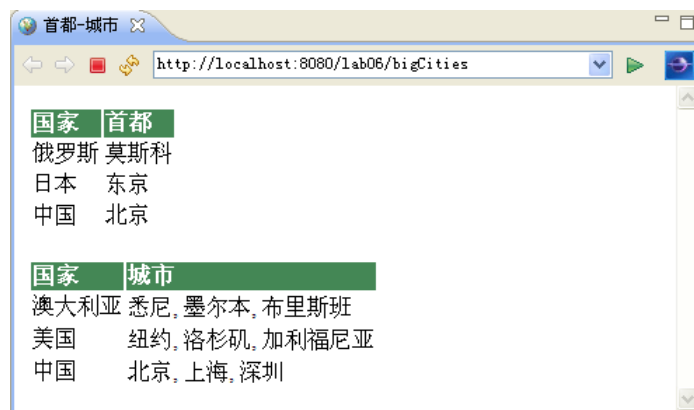 首都-城市
http://localhost:8080/lab06/bigCities
国家 首都
俄罗斯 莫斯科
日本 东京
中国 北京
国家 城市
澳大利亚 悉尼, 墨尔本, 布里斯班
美国 纽约, 洛杉矶, 加利福尼亚
中国 北京, 上海, 深圳